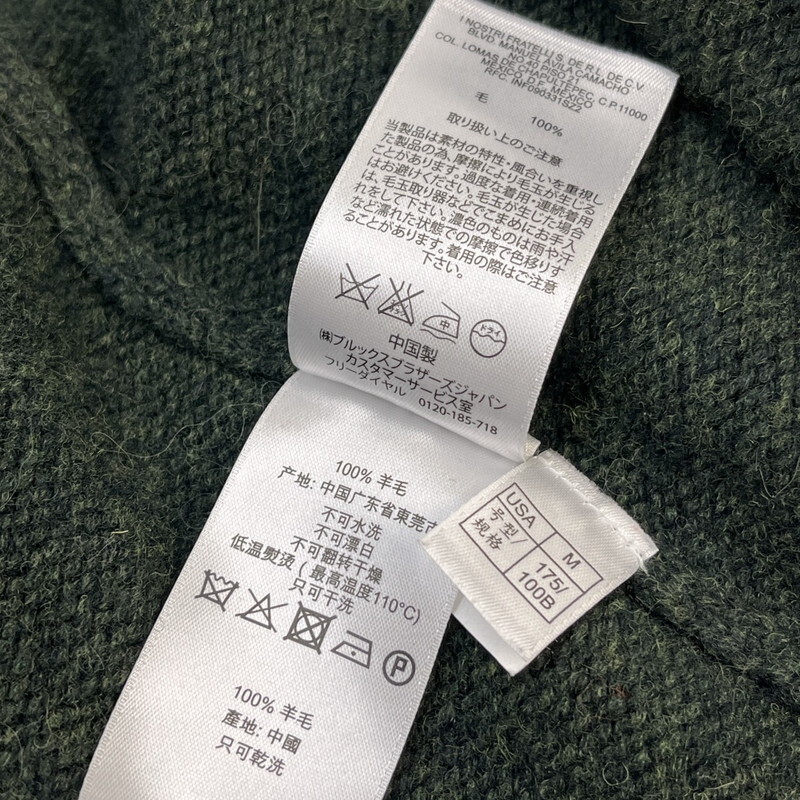 I NOSTRI FRATELLI S. DE R.L. DE C.V.
BLVD. MANUEL AVILA CAMACHO
NO.40 PISO 17
COL. LOMAS DE CHAPULTEPEC, C.P.11000
MEXICO, D.F. MEXICO
RFC. INF090331SZ2
毛 100%
取り扱い上のご注意
当製品は素材の特性・風合いを重視し
た製品の為、摩擦により毛玉が生じる
ことがあります。過度な着用・連続着用
はお避けください。毛玉が生じた場合
は、毛玉取り器などでこまめにお手入
れをして下さい。濃色のものは雨や汗
など濡れた状態での摩擦で色移りす
ることがあります。着用の際はご注意
下さい。
中
ドライ
中国製
(株)ブルックスブラザーズジャパン
カスタマーサービス室
フリーダイヤル 0120-185-718
100% 羊毛
产地: 中国广东省東莞市
不可水洗
不可漂白
不可翻转干燥
低温熨烫 ( 最高温度110°C)
只可干洗
P
100% 羊毛
產地: 中國
只可乾洗
USA M
号型/ 175/
规格 100B